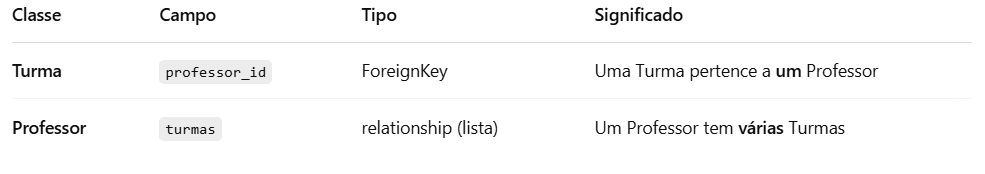 Classe Campo Tipo Significado
Turma professor_id ForeignKey Uma Turma pertence a um Professor
Professor turmas relationship (lista) Um Professor tem várias Turmas